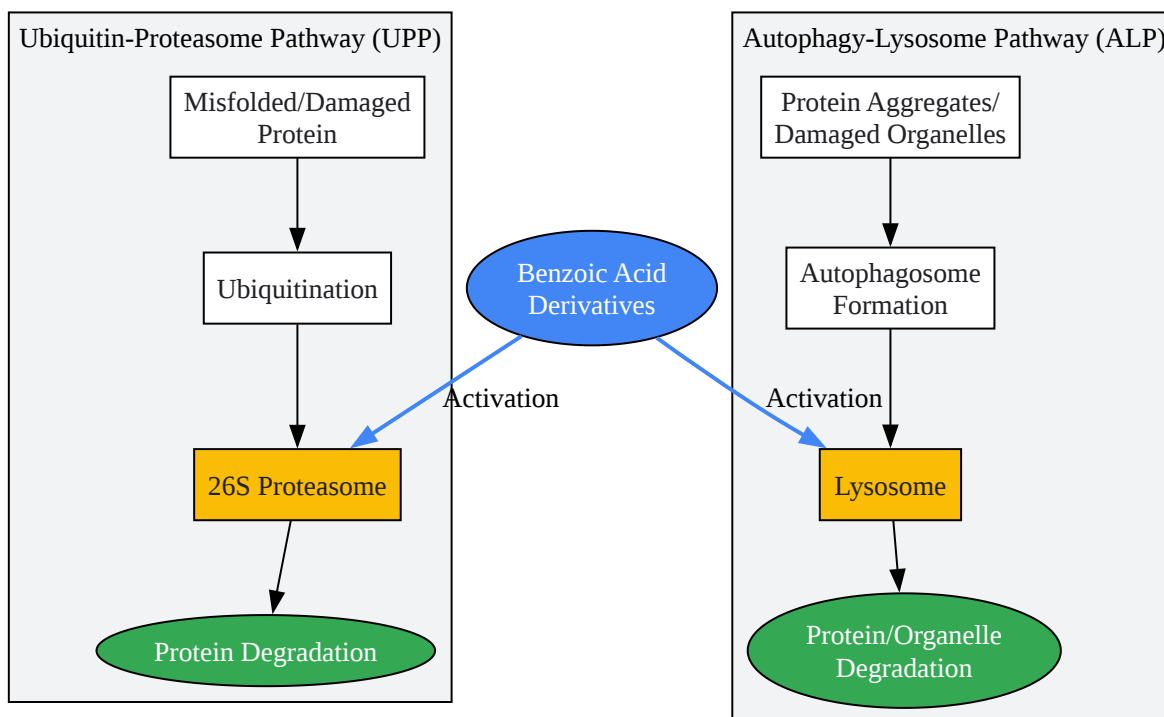 Ubiquitin-Proteasome Pathway (UPP)
Misfolded/Damaged
Protein
Ubiquitination
26S Proteasome
Protein Degradation
Benzoic Acid
Derivatives
Activation
Activation
Autophagy-Lysosome Pathway (ALP)
Protein Aggregates/
Damaged Organelles
Autophagosome
Formation
Lysosome
Protein/Organelle
Degradation